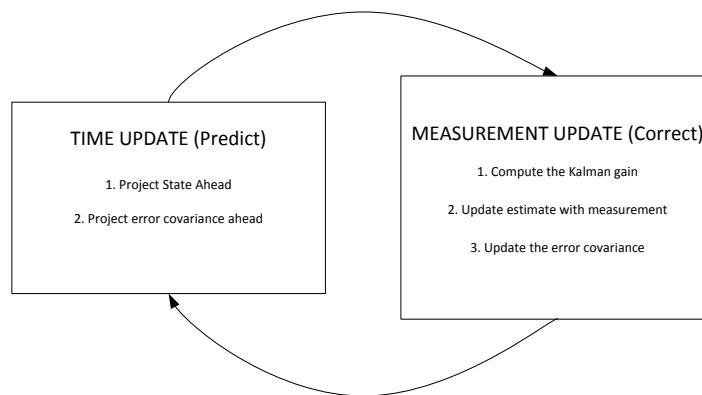 TIME UPDATE (Predict)
1. Project State Ahead
2. Project error covariance ahead
MEASUREMENT UPDATE (Correct)
1. Compute the Kalman gain
2. Update estimate with measurement
3. Update the error covariance